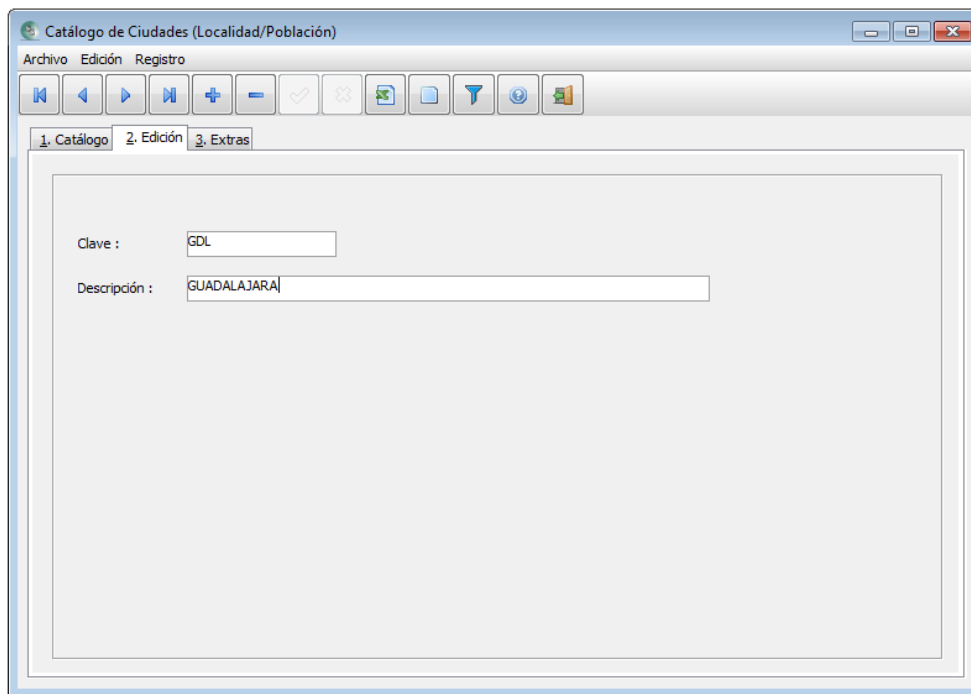 Catálogo de Ciudades (Localidad/Población)
Archivo Edición Registro
1. Catálogo 2. Edición 3. Extras
Clave : GDL
Descripción : GUADALAJARA